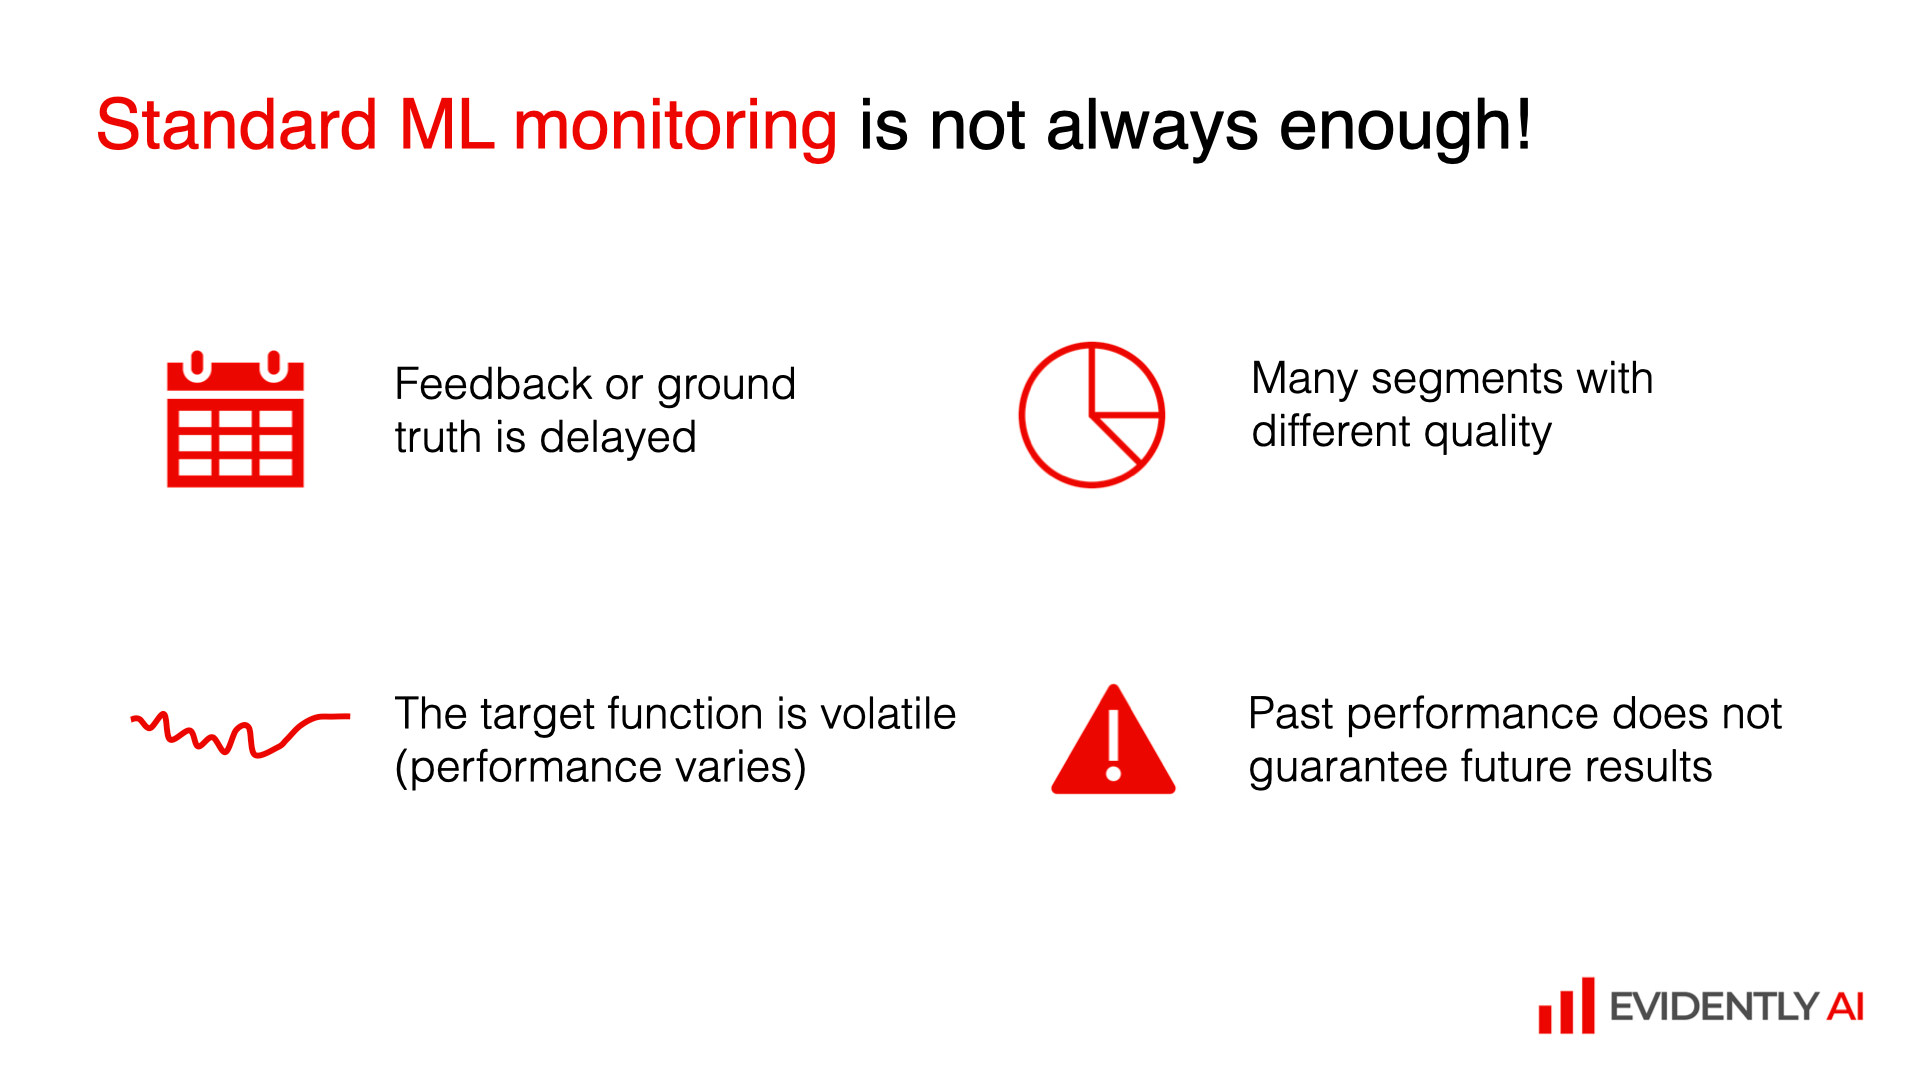 Standard ML monitoring is not always enough!
Feedback or ground
truth is delayed
Many segments with
different quality
The target function is volatile
(performance varies)
Past performance does not
guarantee future results
EVIDENTLY AI